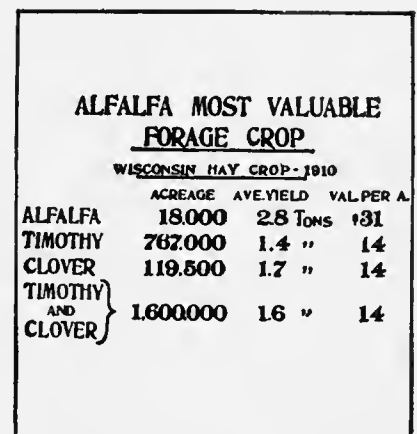 ALFALFA MOST VALUABLE
FORAGE CROP
WISCONSIN HAY CROP-1910
ACREAGE AVE.YIELD VAL.PER A.
ALFALFA 18.000 2.8 TONS $31
TIMOTHY 767.000 1.4 " 14
CLOVER 119.500 1.7 " 14
TIMOTHY
AND
CLOVER } 1,600.000 1.6 " 14